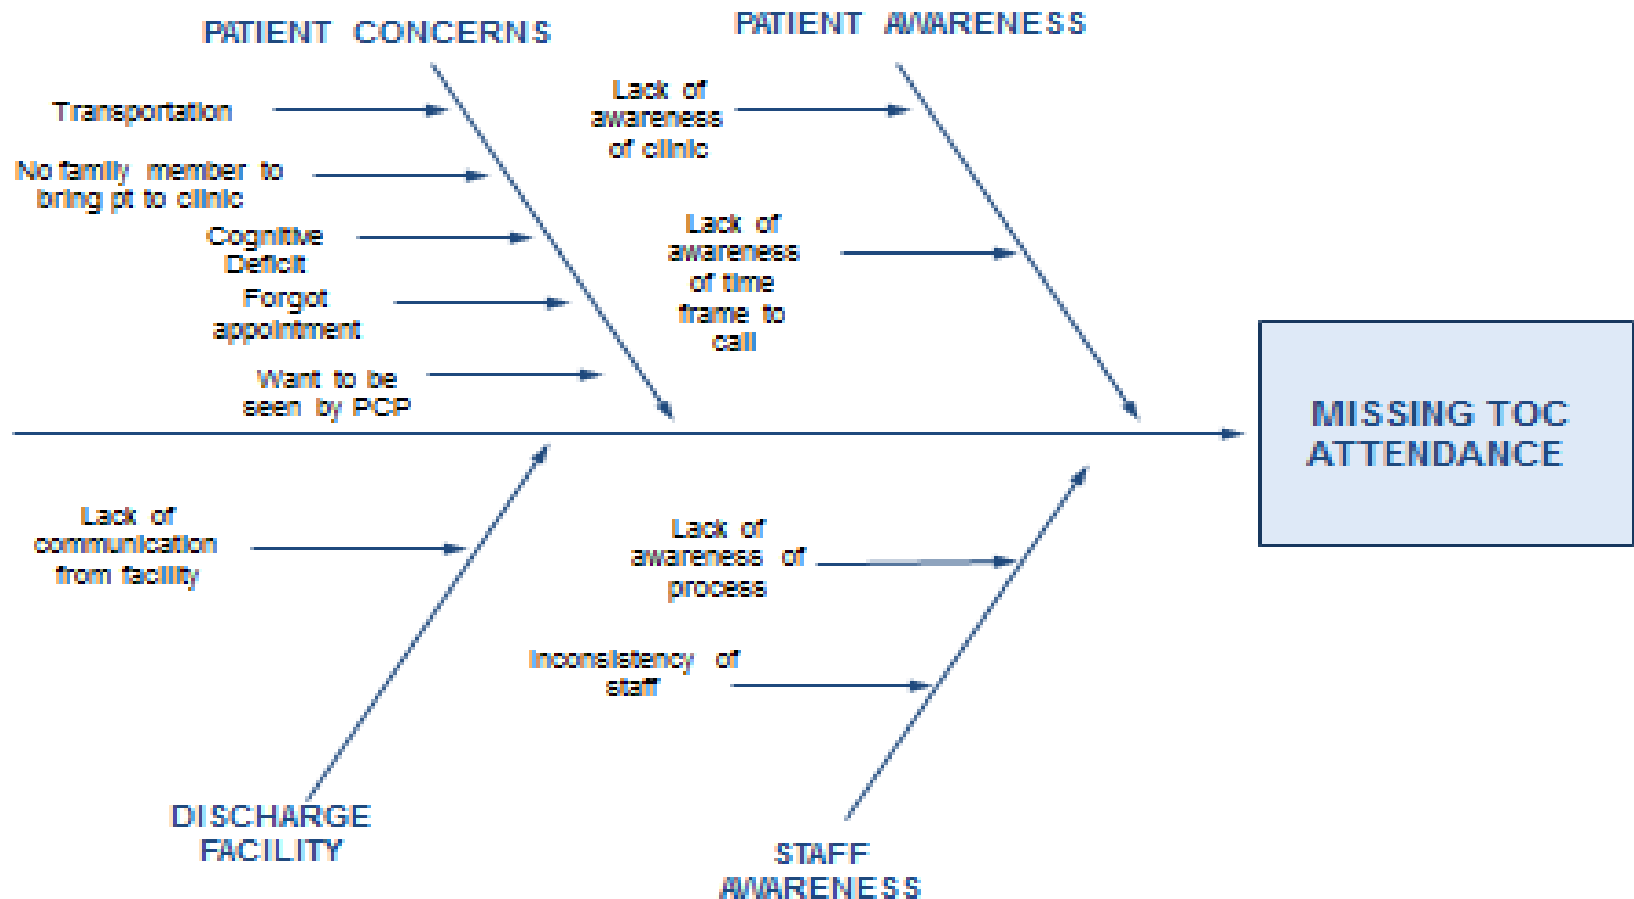 PATIENT CONCERNS
PATIENT AWARENESS
Transportation
No family member to
bring pt to clinic
Cognitive
Deficit
Forgot
appointment
Want to be
seen by PCP
Lack of
awareness
of clinic
Lack of
awareness
of time
frame to
call
MISSING TOC
ATTENDANCE
Lack of
communication
from facility
Lack of
awareness of
process
Inconsistency of
staff
DISCHARGE
FACILITY
STAFF
AWARENESS